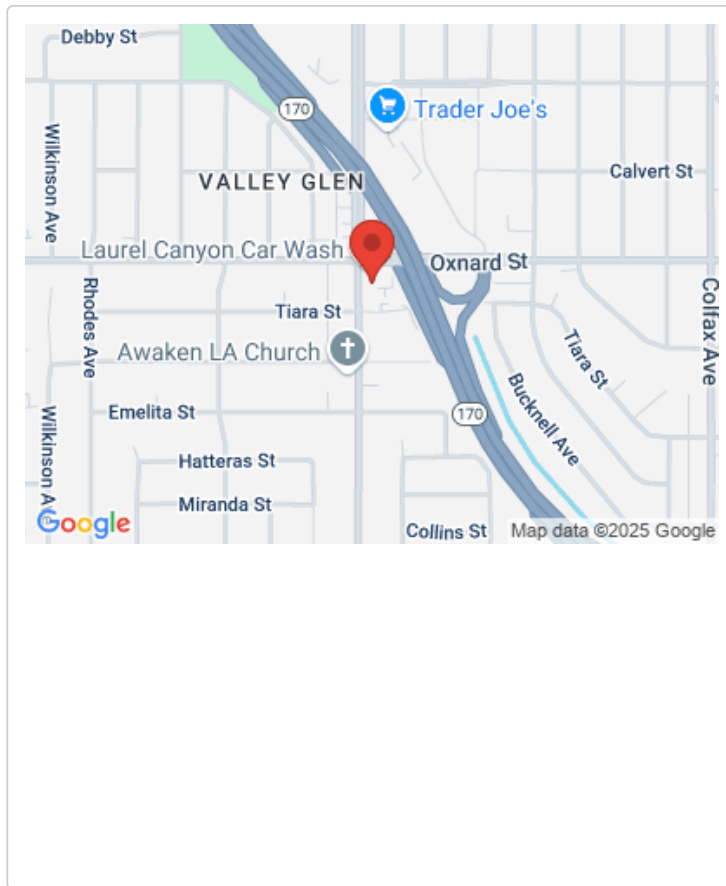 Debby St
170
Trader Joe's
Wilkinson Ave
Calvert St
VALLEY GLEN
Laurel Canyon Car Wash
Oxnard St
Rhodes Ave
Tiara St
Colfax Ave
Awaken LA Church
Tiara St
Bucknell Ave
Emelita St
170
Wilkinson Ave
Hatteras St
Miranda St
Google
Collins St
Map data ©2025 Google